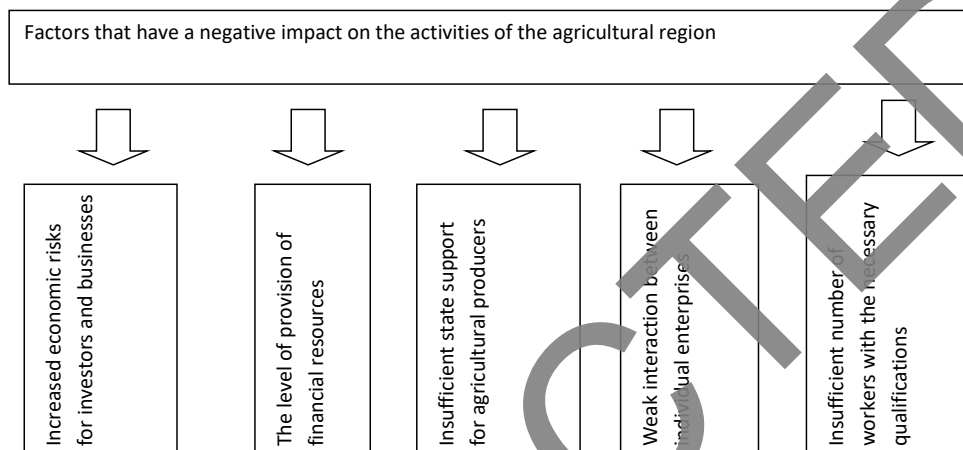 Factors that have a negative impact on the activities of the agricultural region
Increased economic risks
for investors and businesses
The level of provision of
financial resources
Insufficient state support
for agricultural producers
Weak interaction between
individual enterprises
Insufficient number of
workers with the necessary
qualifications
CTED